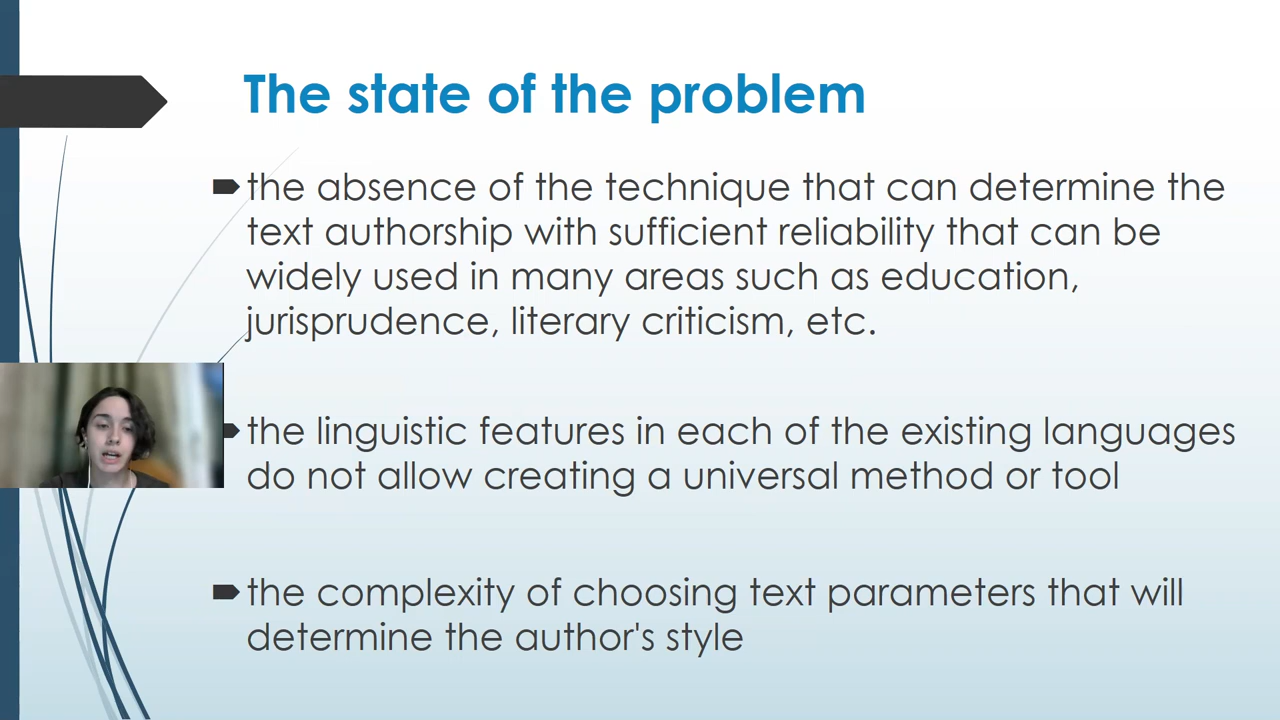 The state of the problem
the absence of the technique that can determine the
text authorship with sufficient reliability that can be
widely used in many areas such as education,
jurisprudence, literary criticism, etc.
the linguistic features in each of the existing languages
do not allow creating a universal method or tool
the complexity of choosing text parameters that will
determine the author's style